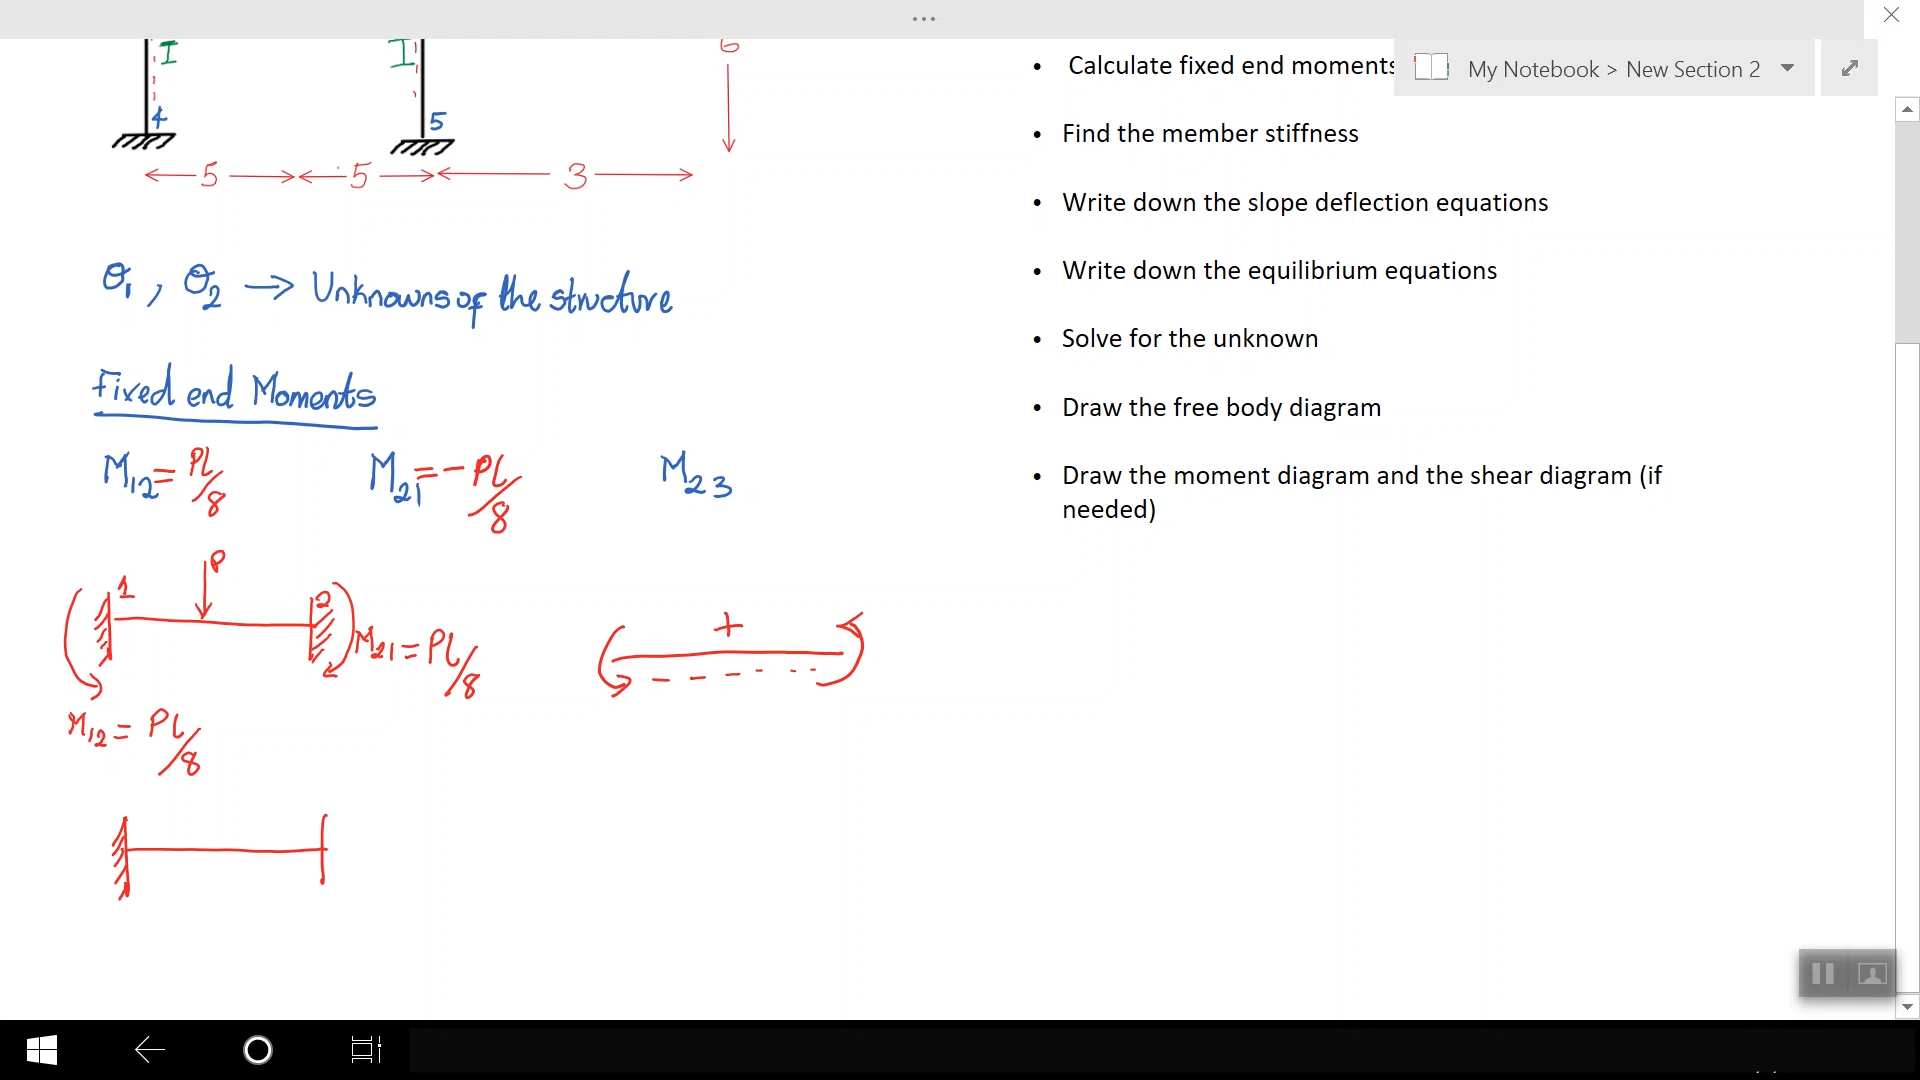 ...
My Notebook > New Section 2
I I 6
4 5
5 5 3
θ1 , θ2 → Unknowns of the structure
Fixed end Moments
M12 = Pl/8 M21 = - Pl/8 M23
P
1 2
M21 = Pl/8
+
M12 = Pl/8
• Calculate fixed end moments
• Find the member stiffness
• Write down the slope deflection equations
• Write down the equilibrium equations
• Solve for the unknown
• Draw the free body diagram
• Draw the moment diagram and the shear diagram (if
needed)